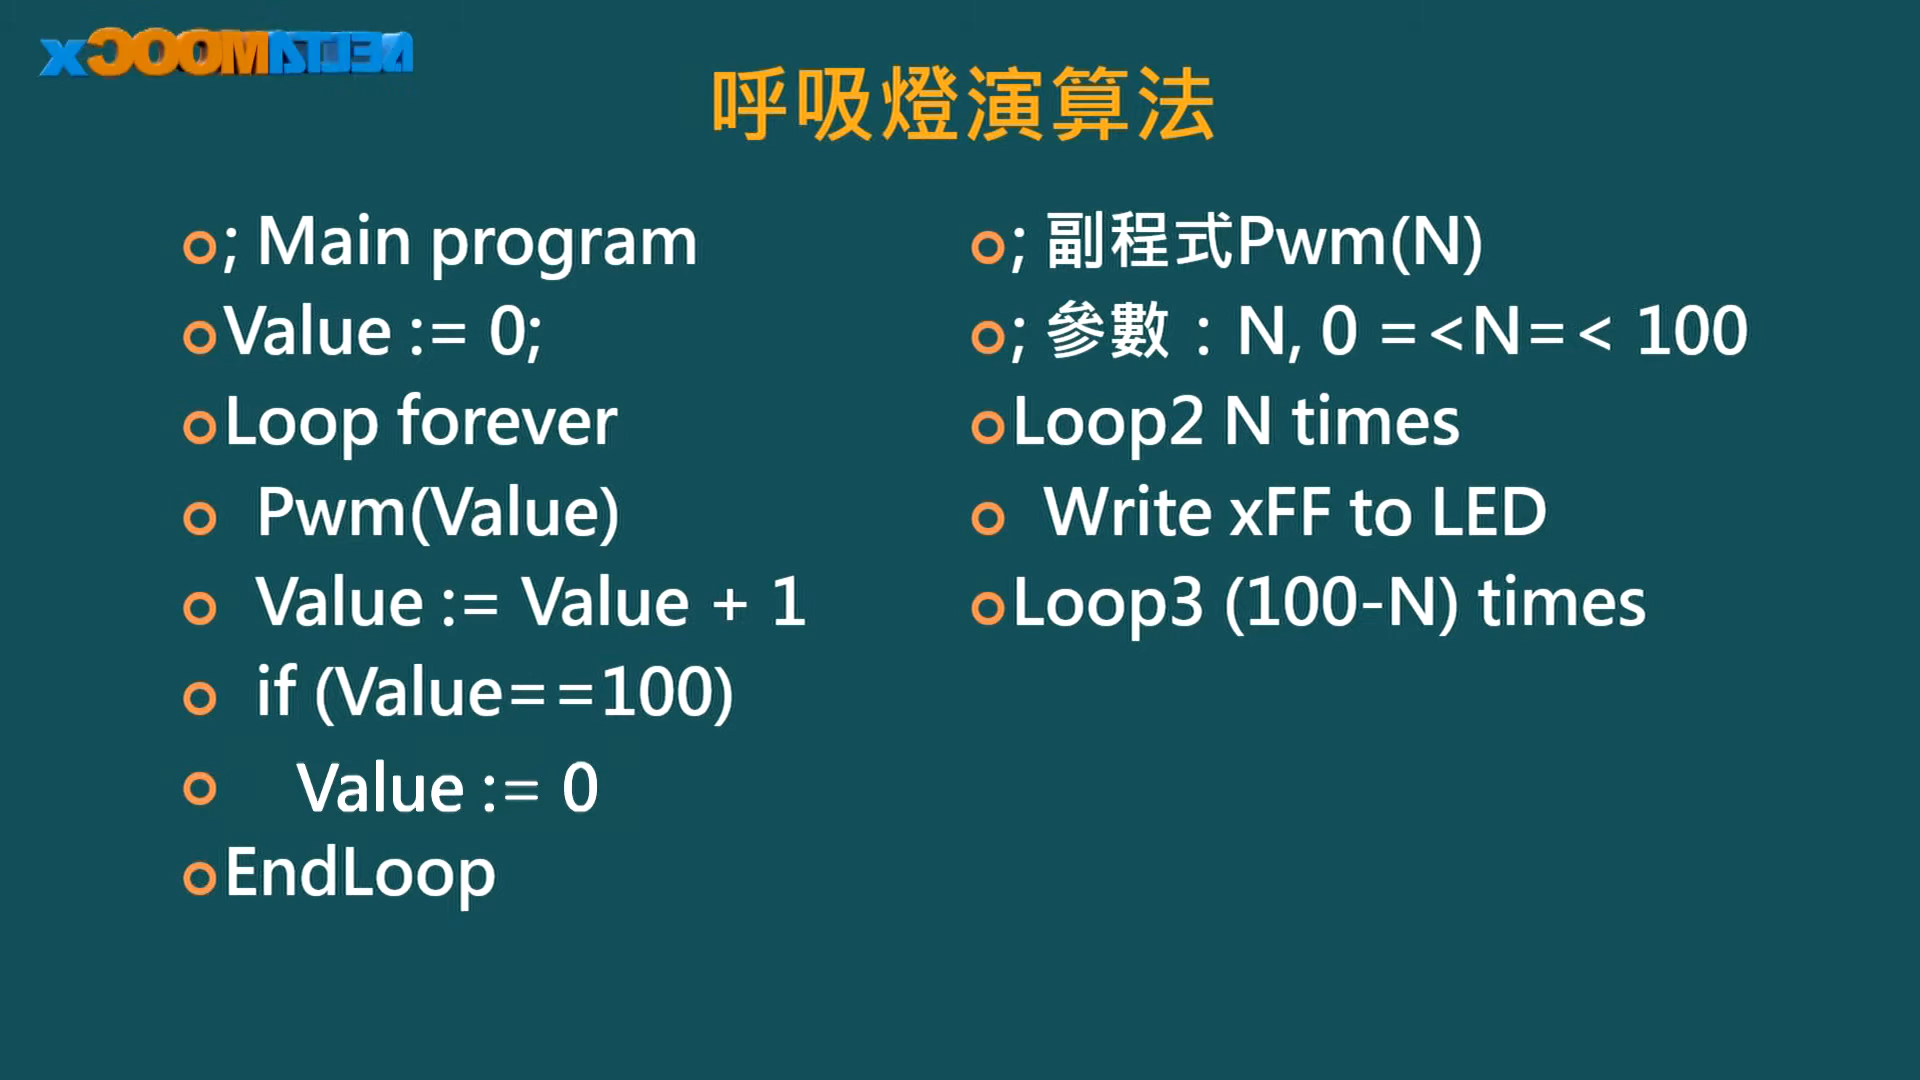 DELTAMOOCx
呼吸燈演算法
; Main program
Value := 0;
Loop forever
Pwm(Value)
Value := Value + 1
if (Value==100)
Value := 0
EndLoop
; 副程式Pwm(N)
; 參數：N, 0 =<N=< 100
Loop2 N times
Write xFF to LED
Loop3 (100-N) times